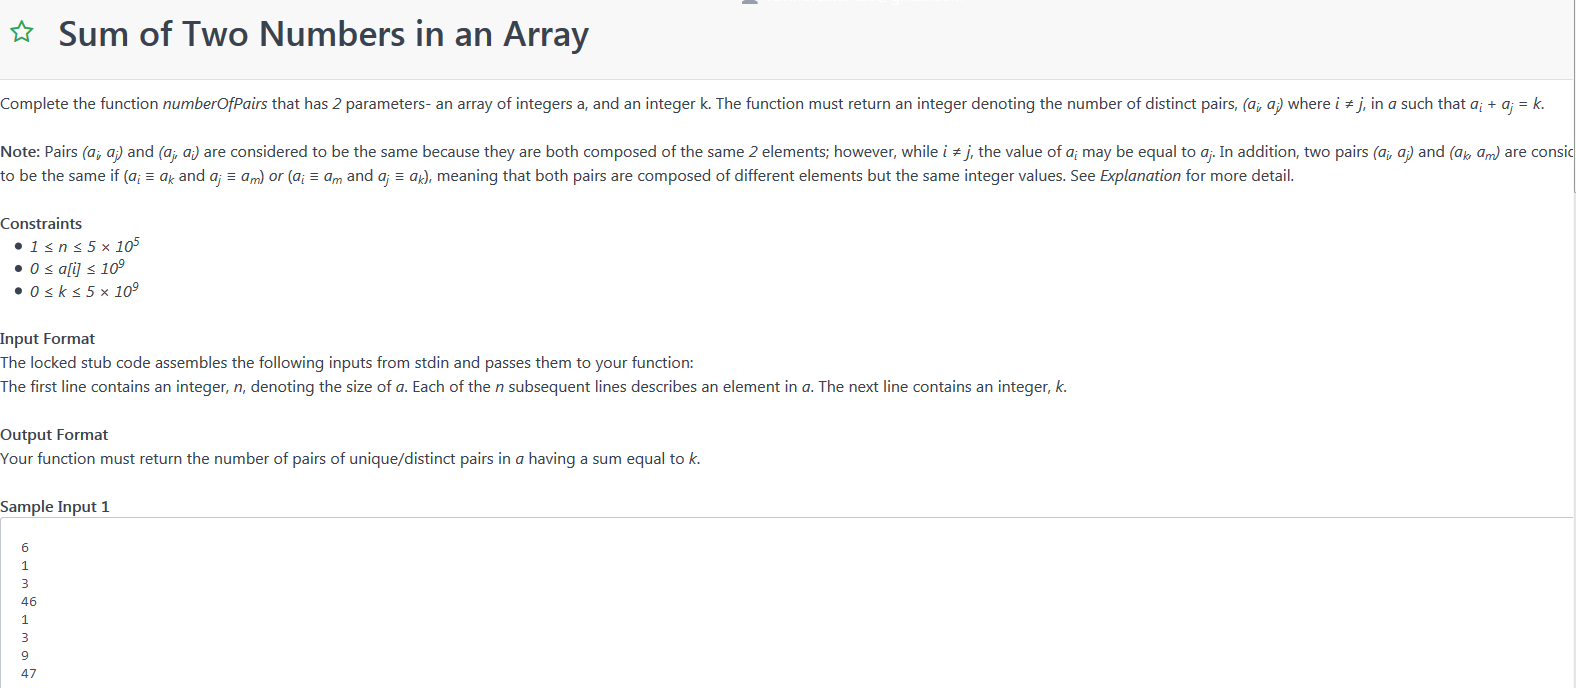 Sum of Two Numbers in an Array
Complete the function numberOfPairs that has 2 parameters- an array of integers a, and an integer k. The function must return an integer denoting the number of distinct pairs, (aᵢ, aⱼ) where i ≠ j, in a such that aᵢ + aⱼ = k.
Note: Pairs (aᵢ, aⱼ) and (aⱼ, aᵢ) are considered to be the same because they are both composed of the same 2 elements; however, while i ≠ j, the value of aᵢ may be equal to aⱼ. In addition, two pairs (aᵢ, aⱼ) and (aₖ, aₘ) are consic
to be the same if (aᵢ ≡ aₖ and aⱼ ≡ aₘ) or (aᵢ ≡ aₘ and aⱼ ≡ aₖ), meaning that both pairs are composed of different elements but the same integer values. See Explanation for more detail.
Constraints
• 1 ≤ n ≤ 5 × 10⁵
• 0 ≤ a[i] ≤ 10⁹
• 0 ≤ k ≤ 5 × 10⁹
Input Format
The locked stub code assembles the following inputs from stdin and passes them to your function:
The first line contains an integer, n, denoting the size of a. Each of the n subsequent lines describes an element in a. The next line contains an integer, k.
Output Format
Your function must return the number of pairs of unique/distinct pairs in a having a sum equal to k.
Sample Input 1
6
1
3
46
1
3
9
47